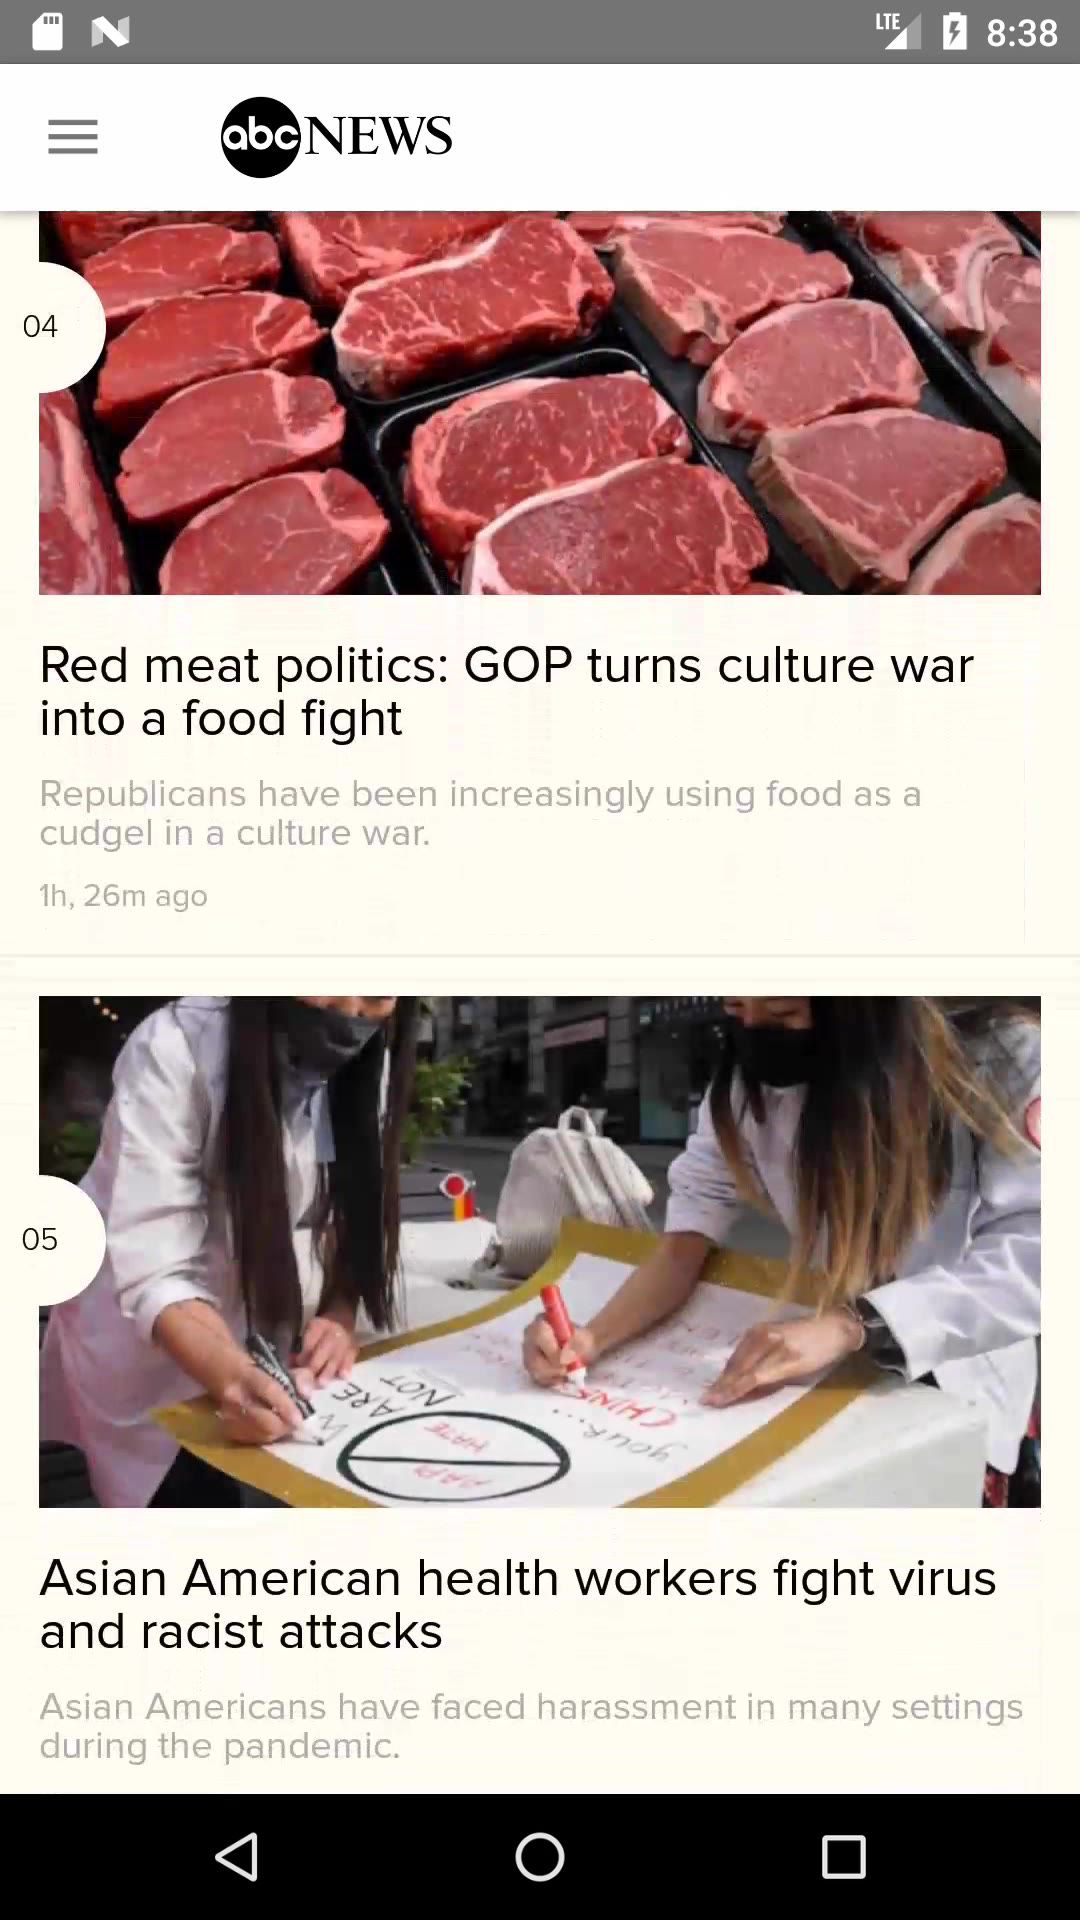 LTE 8:38
abc NEWS
04
Red meat politics: GOP turns culture war
into a food fight
Republicans have been increasingly using food as a
cudgel in a culture war.
1h, 26m ago
05
ARE
NOT
your...
HATE
Asian American health workers fight virus
and racist attacks
Asian Americans have faced harassment in many settings
during the pandemic.